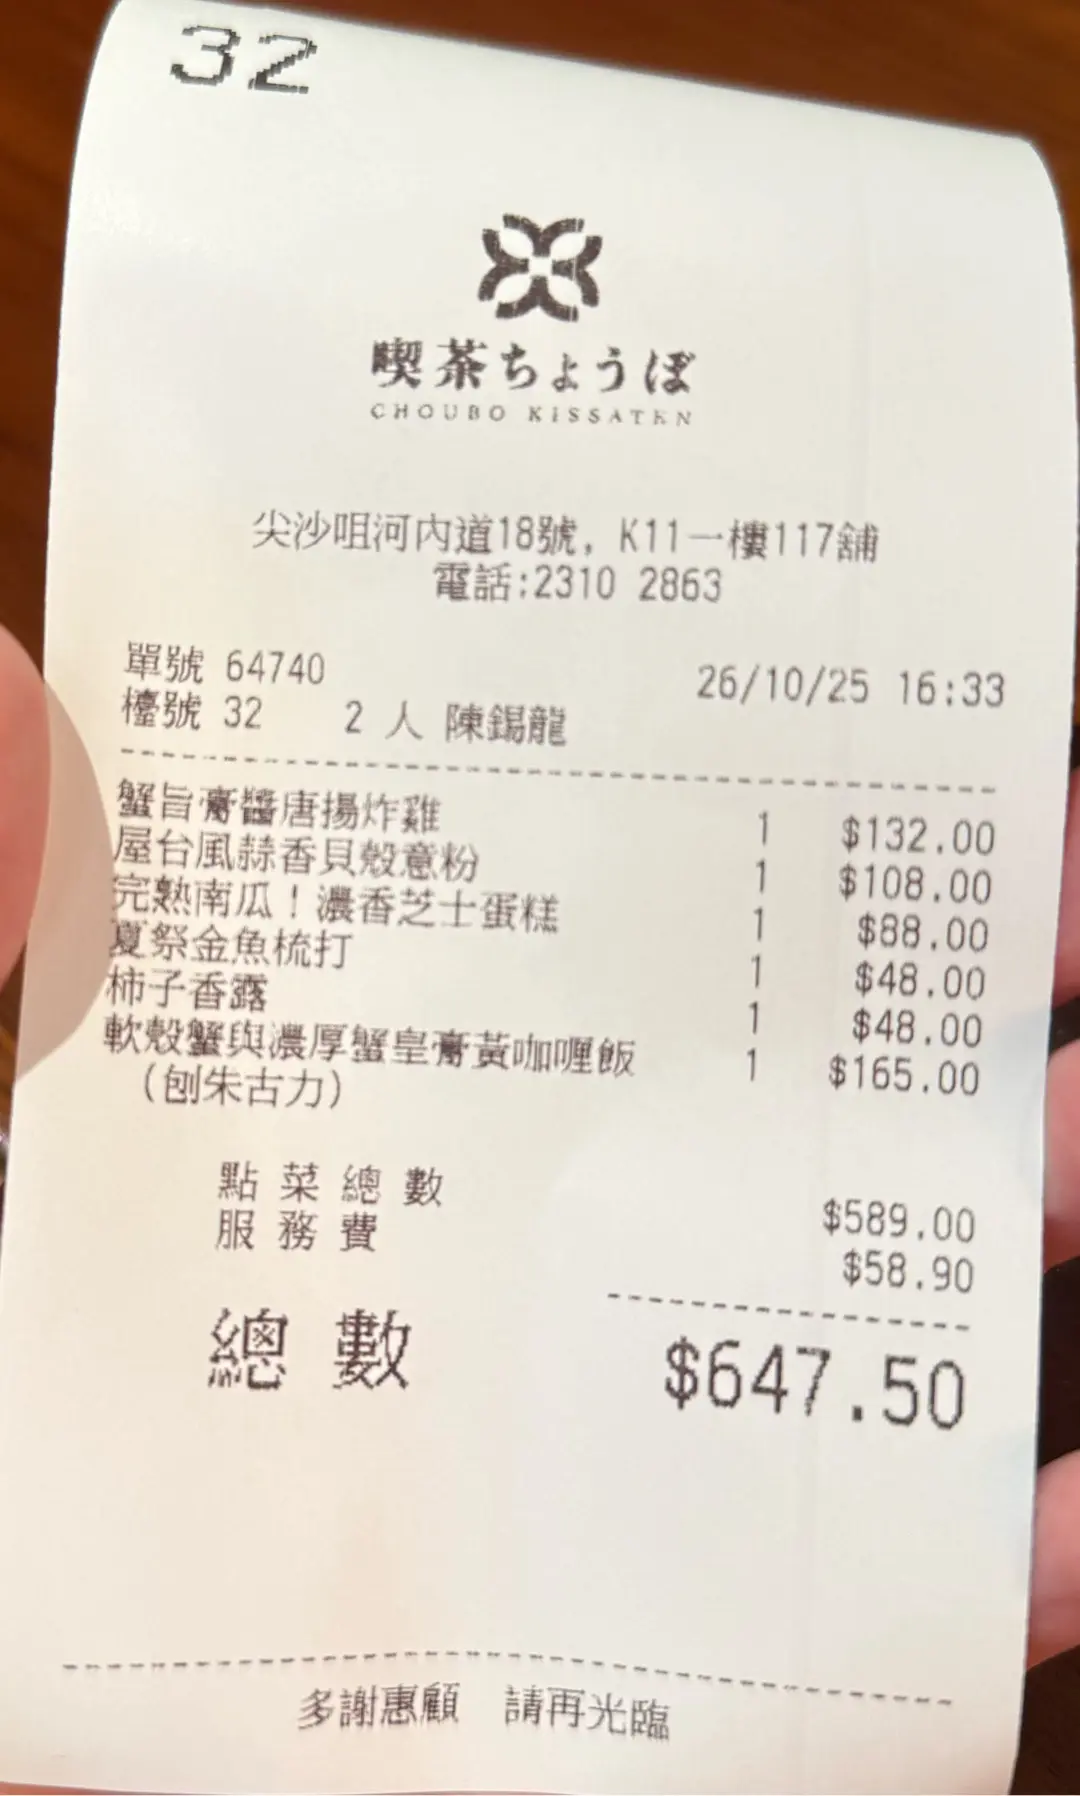 32
喫茶ちょうぼ
CHOUBO KISSATEN
尖沙咀河內道18號, K11一樓117舖
電話:2310 2863
單號 64740 26/10/25 16:33
檯號 32 2 人 陳錫龍
蟹旨膏醬唐揚炸雞 1 $132.00
屋台風蒜香貝殼意粉 1 $108.00
完熟南瓜！濃香芝士蛋糕 1 $88.00
夏祭金魚梳打 1 $48.00
柿子香露 1 $48.00
軟殼蟹與濃厚蟹皇膏黃咖喱飯 1 $165.00
(刨朱古力)
點菜總數 $589.00
服務費 $58.90
總數 $647.50
多謝惠顧 請再光臨